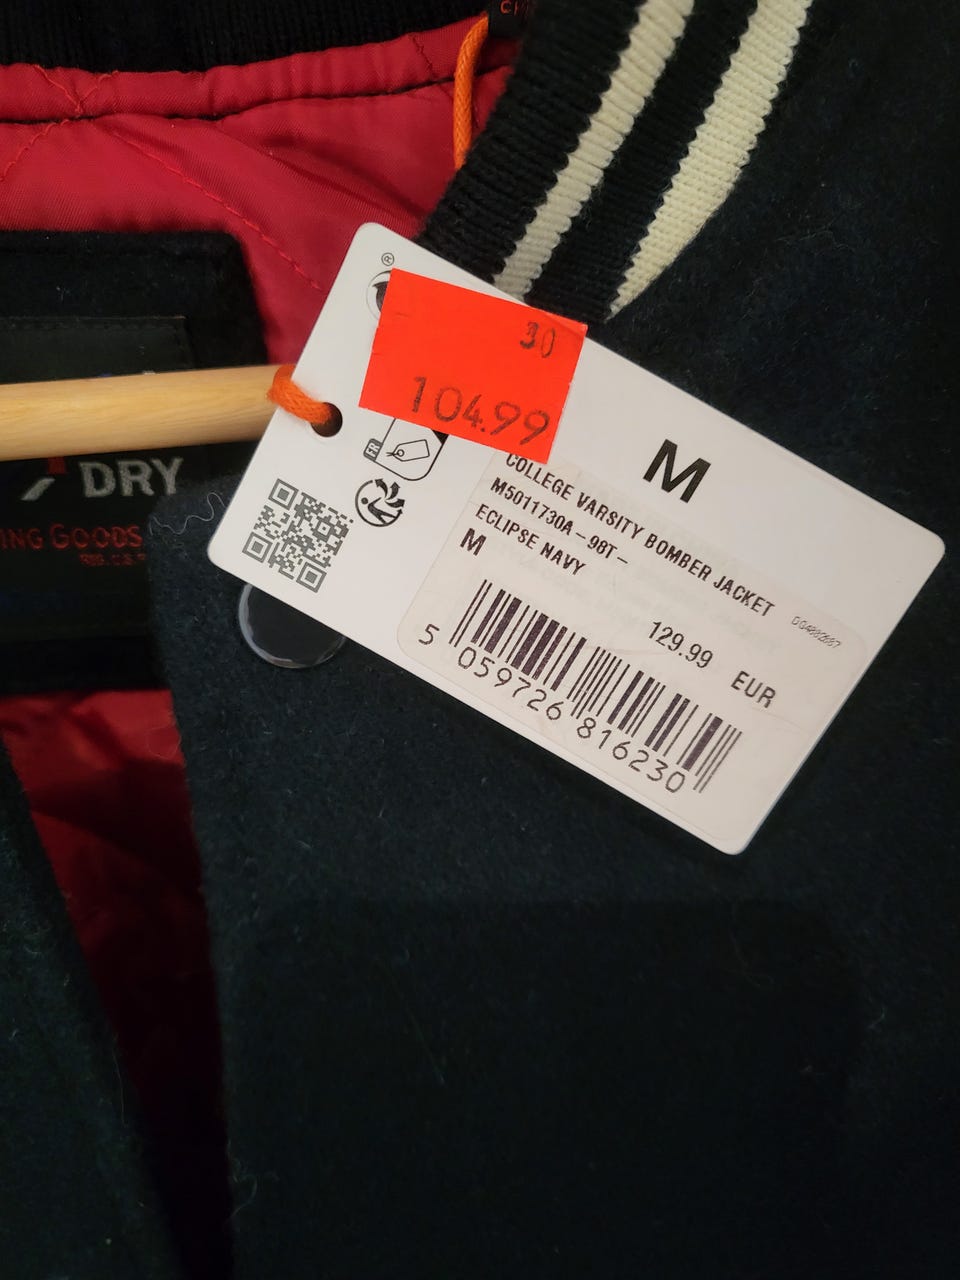 ®
30
104.99
FR
M
COLLEGE VARSITY BOMBER JACKET
M5011730A-98T-
ECLIPSE NAVY
M
129.99 EUR
5 059726 816230
DRY
ING GOODS